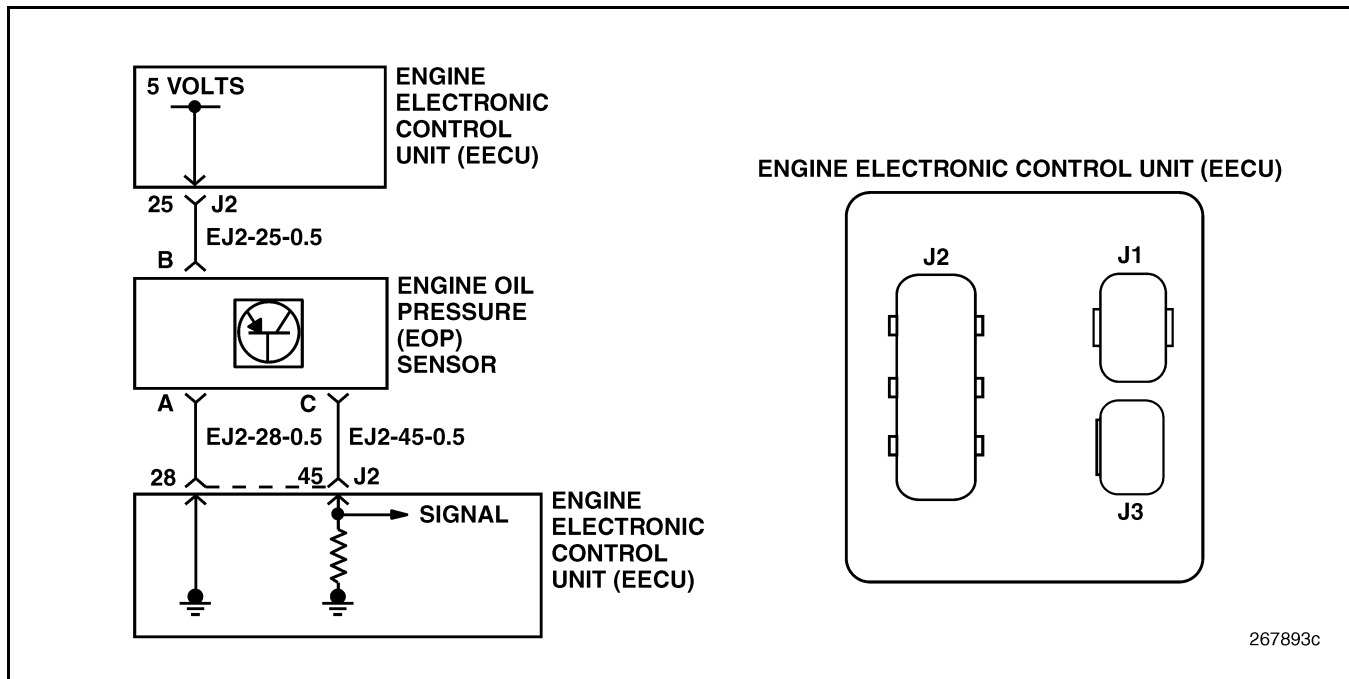 5 VOLTS
ENGINE
ELECTRONIC
CONTROL
UNIT (EECU)
25 J2
EJ2-25-0.5
B
ENGINE OIL
PRESSURE
(EOP)
SENSOR
A C
EJ2-28-0.5 EJ2-45-0.5
28 45 J2
SIGNAL
ENGINE
ELECTRONIC
CONTROL
UNIT (EECU)
ENGINE ELECTRONIC CONTROL UNIT (EECU)
J2 J1
J3
267893c